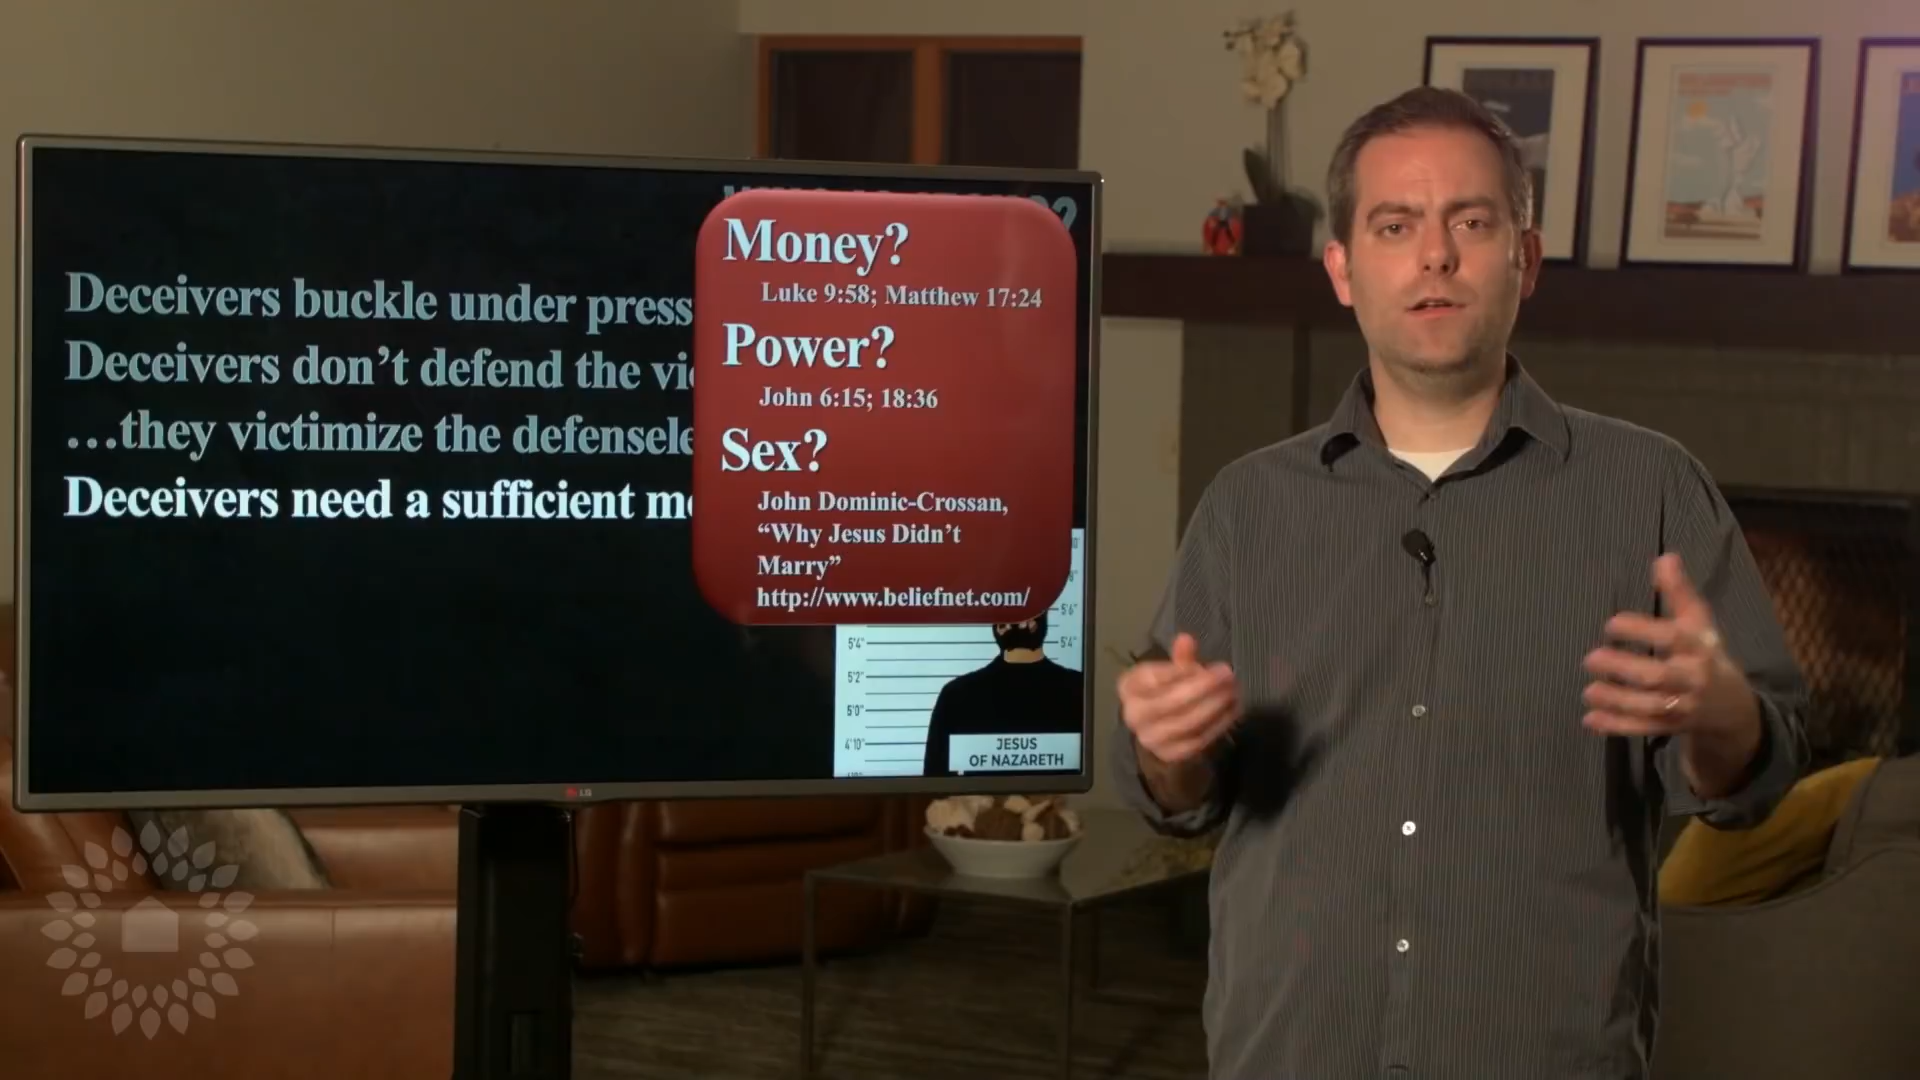 Deceivers buckle under press
Deceivers don't defend the vic
…they victimize the defensele
Deceivers need a sufficient mo
Money?
Luke 9:58; Matthew 17:24
Power?
John 6:15; 18:36
Sex?
John Dominic-Crossan,
“Why Jesus Didn't
Marry”
http://www.beliefnet.com/
5'6"
5'4" 5'4"
5'2"
5'0"
4'10"
JESUS
OF NAZARETH
LG